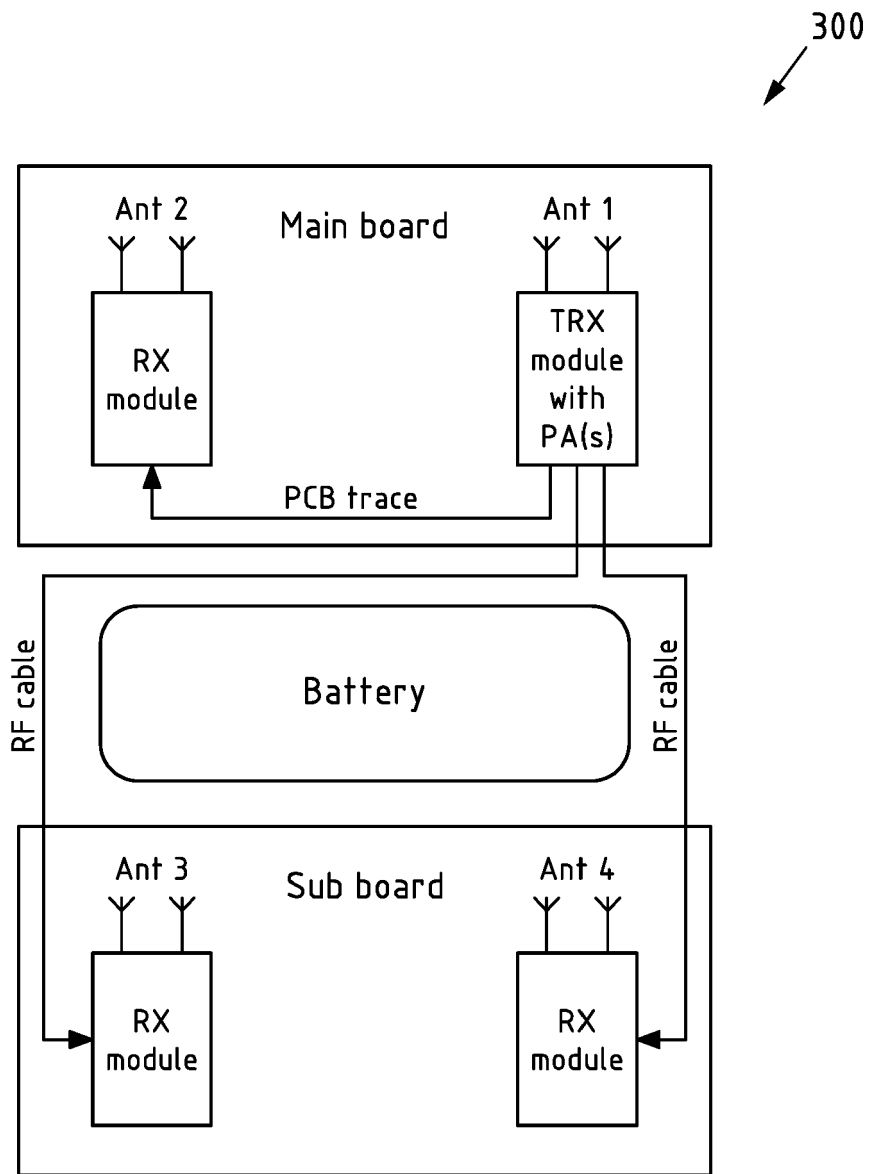 300
Ant 2
Main board
Ant 1
RX
module
TRX
module
with
PA(s)
PCB trace
RF cable
Battery
RF cable
Ant 3
Sub board
Ant 4
RX
module
RX
module